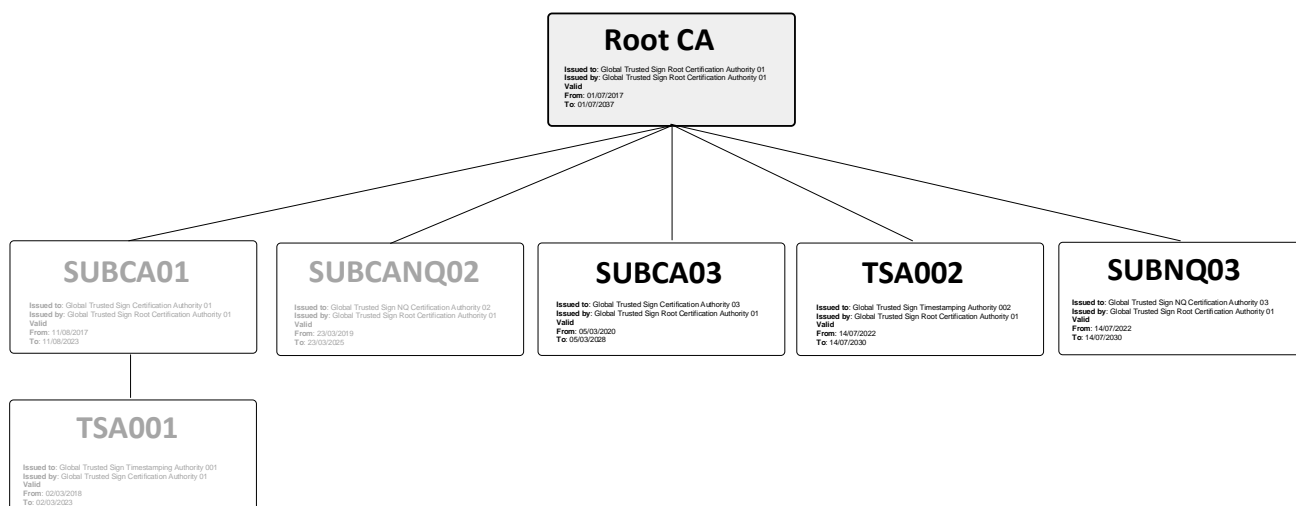 Root CA
Issued to: Global Trusted Sign Root Certification Authority 01
Issued by: Global Trusted Sign Root Certification Authority 01
Valid
From: 01/07/2017
To: 01/07/2037
SUBCA01
Issued to: Global Trusted Sign Certification Authority 01
Issued by: Global Trusted Sign Root Certification Authority 01
Valid
From: 11/08/2017
To: 11/08/2023
SUBCANQ02
Issued to: Global Trusted Sign NQ Certification Authority 02
Issued by: Global Trusted Sign Root Certification Authority 01
Valid
From: 23/03/2019
To: 23/03/2025
SUBCA03
Issued to: Global Trusted Sign Certification Authority 03
Issued by: Global Trusted Sign Root Certification Authority 01
Valid
From: 05/03/2020
To: 05/03/2028
TSA002
Issued to: Global Trusted Sign Timestamping Authority 002
Issued by: Global Trusted Sign Root Certification Authority 01
Valid
From: 14/07/2022
To: 14/07/2030
SUBNQ03
Issued to: Global Trusted Sign NQ Certification Authority 03
Issued by: Global Trusted Sign Root Certification Authority 01
Valid
From: 14/07/2022
To: 14/07/2030
TSA001
Issued to: Global Trusted Sign Timestamping Authority 001
Issued by: Global Trusted Sign Certification Authority 01
Valid
From: 02/03/2018
To: 02/03/2023